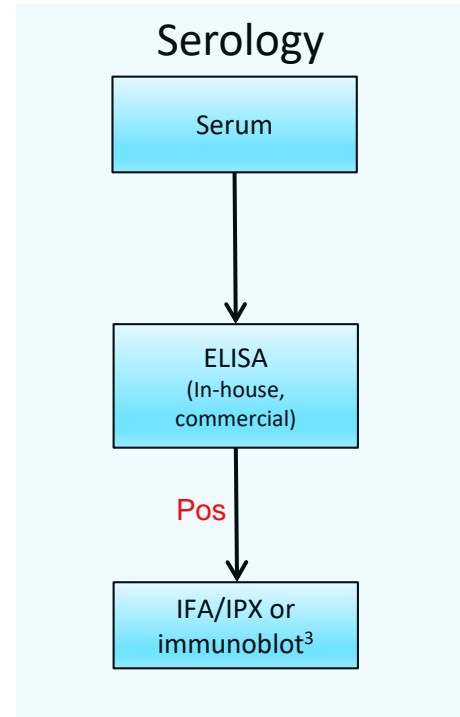 Serology
Serum
ELISA
(In-house,
commercial)
Pos
IFA/IPX or
immunoblot³